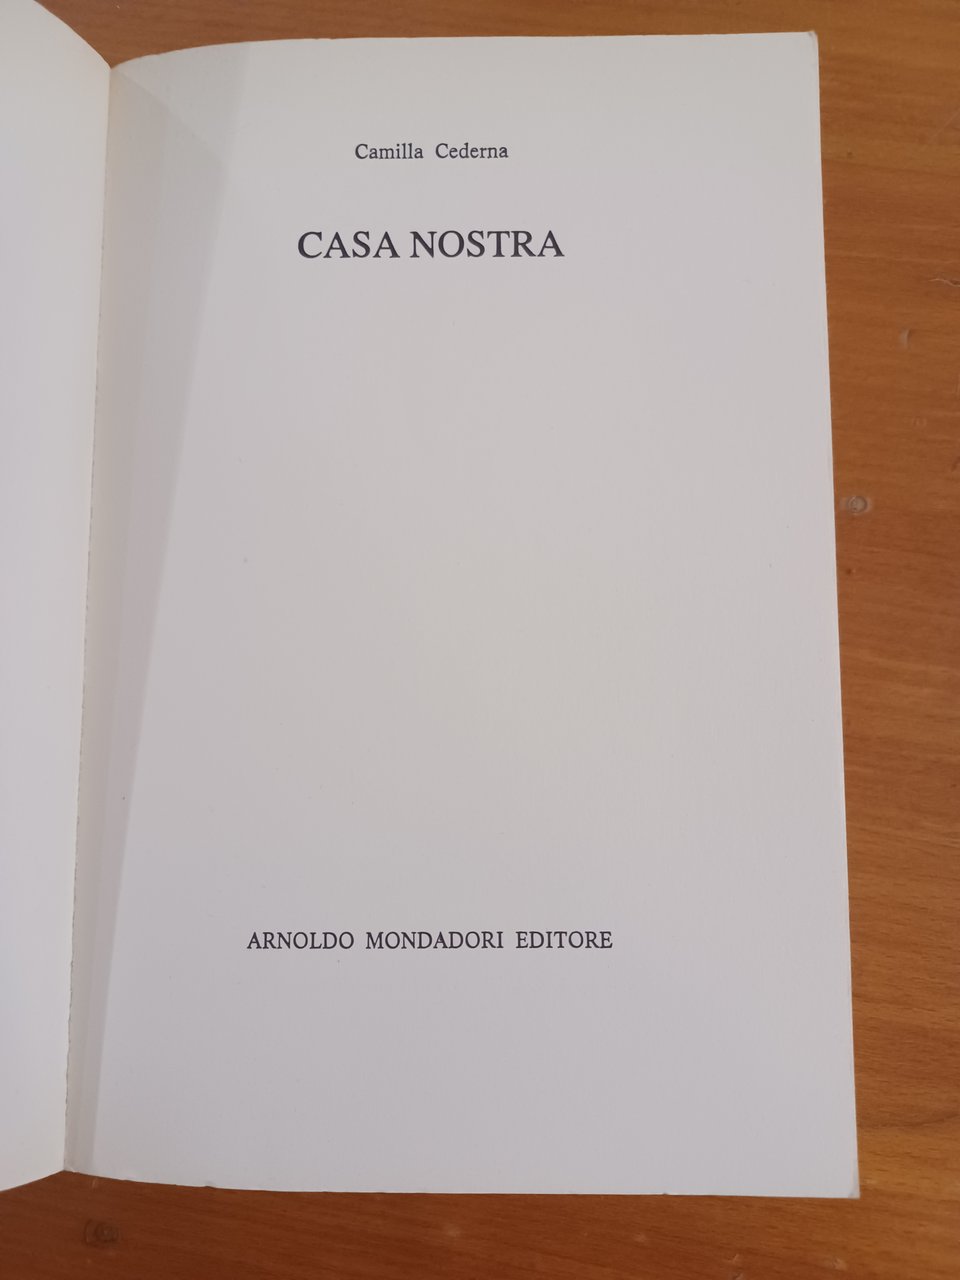 Camilla Cederna
CASA NOSTRA
ARNOLDO MONDADORI EDITORE